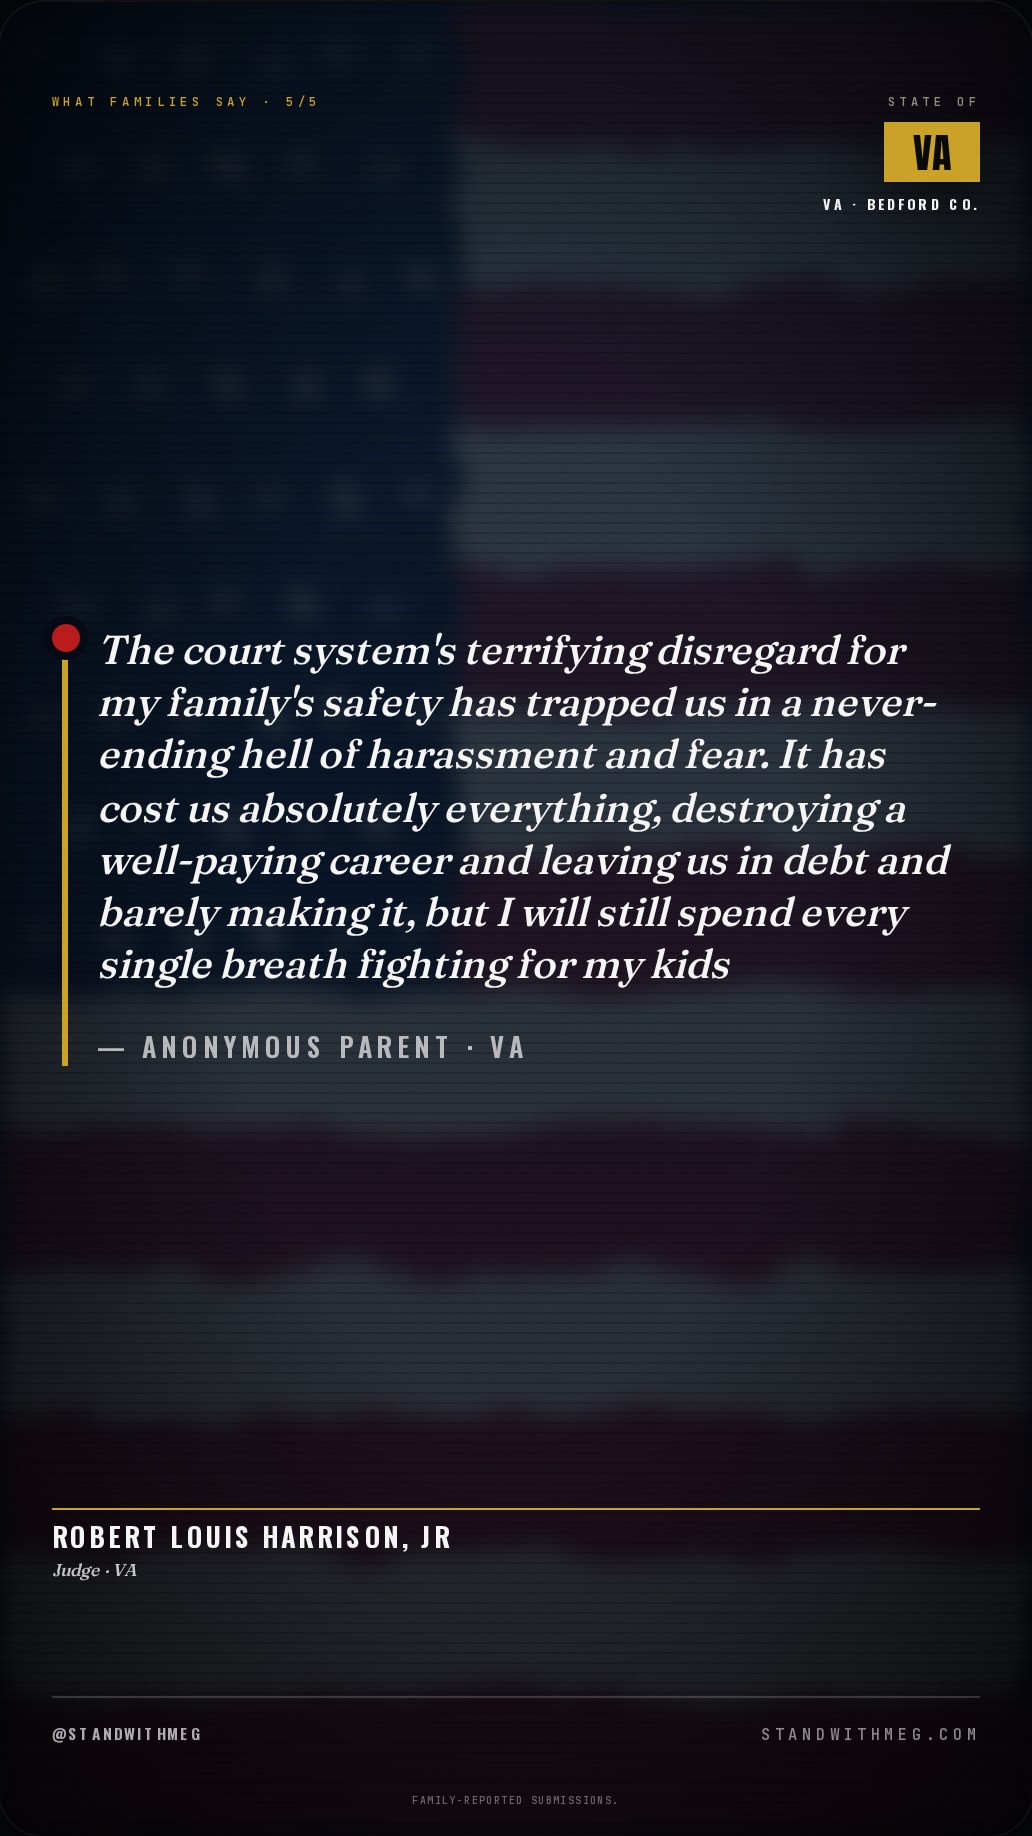 WHAT FAMILIES SAY · 5/5
STATE OF
VA
VA · BEDFORD CO.
The court system's terrifying disregard for
my family's safety has trapped us in a never-
ending hell of harassment and fear. It has
cost us absolutely everything, destroying a
well-paying career and leaving us in debt and
barely making it, but I will still spend every
single breath fighting for my kids
— ANONYMOUS PARENT · VA
ROBERT LOUIS HARRISON, JR
Judge · VA
@STANDWITHMEG
STANDWITHMEG.COM
FAMILY-REPORTED SUBMISSIONS.